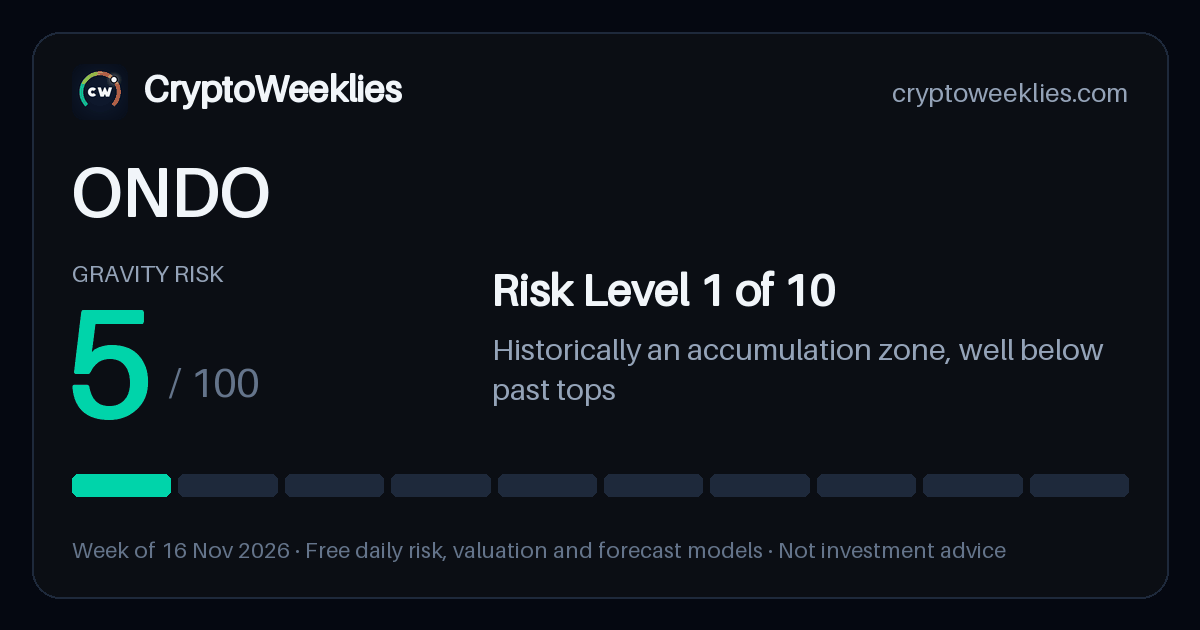 CW
CryptoWeeklies
cryptoweeklies.com
ONDO
GRAVITY RISK
5 / 100
Risk Level 1 of 10
Historically an accumulation zone, well below
past tops
Week of 16 Nov 2026 · Free daily risk, valuation and forecast models · Not investment advice